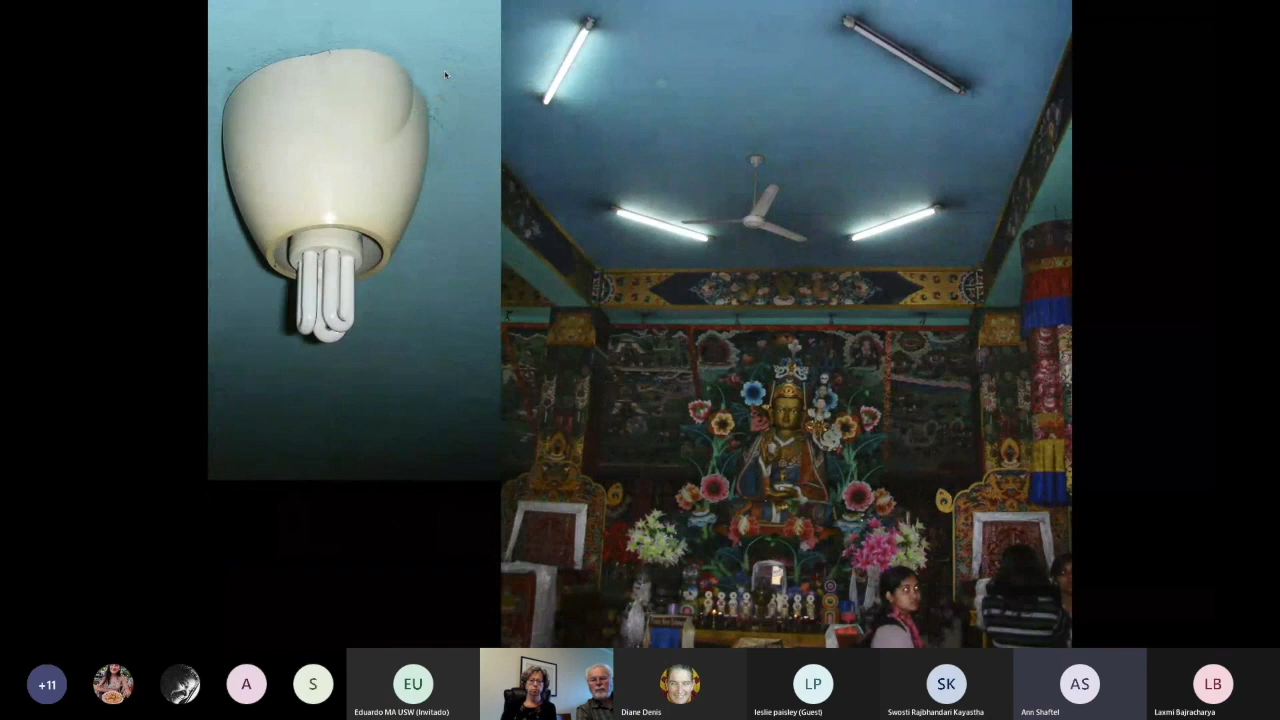 +11
A
S
EU
Eduardo MA USW (Invitado)
Diane Denis
LP
leslie paisley (Guest)
SK
Swosti Rajbhandari Kayastha
AS
Ann Shaftel
LB
Laxmi Bajracharya